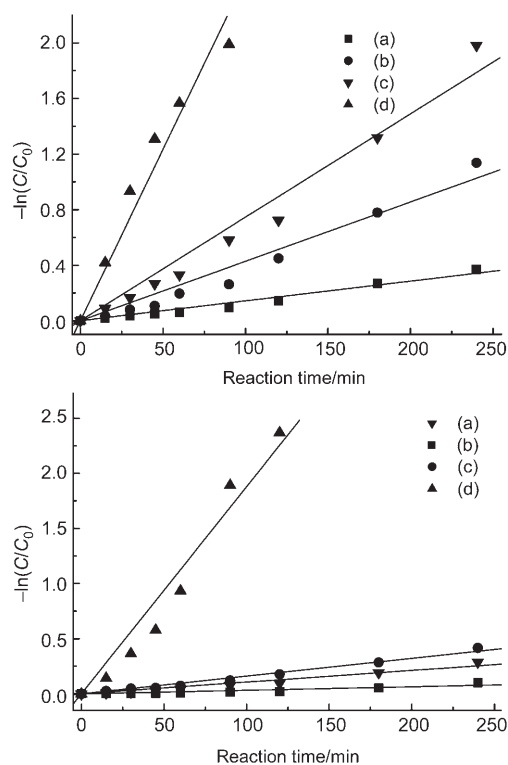 2.0
1.6
1.2
0.8
0.4
0.0
–ln(C/C0)
(a)
(b)
(c)
(d)
0 50 100 150 200 250
Reaction time/min
2.5
2.0
1.5
1.0
0.5
0.0
–ln(C/C0)
(a)
(b)
(c)
(d)
0 50 100 150 200 250
Reaction time/min